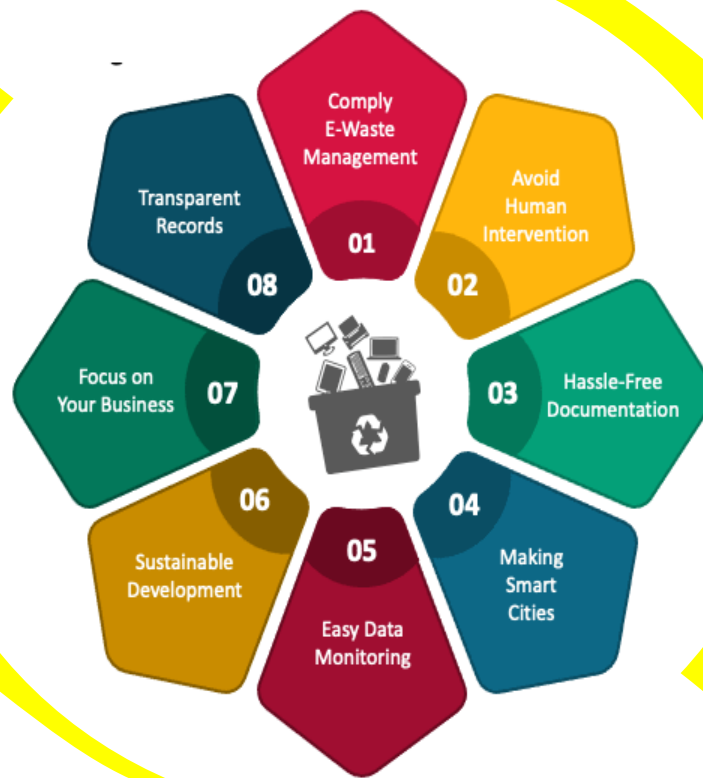 Comply
E-Waste
Management
01
Avoid
Human
Intervention
02
03
Hassle-Free
Documentation
04
Making
Smart
Cities
05
Easy Data
Monitoring
06
Sustainable
Development
Focus on
Your Business
07
Transparent
Records
08